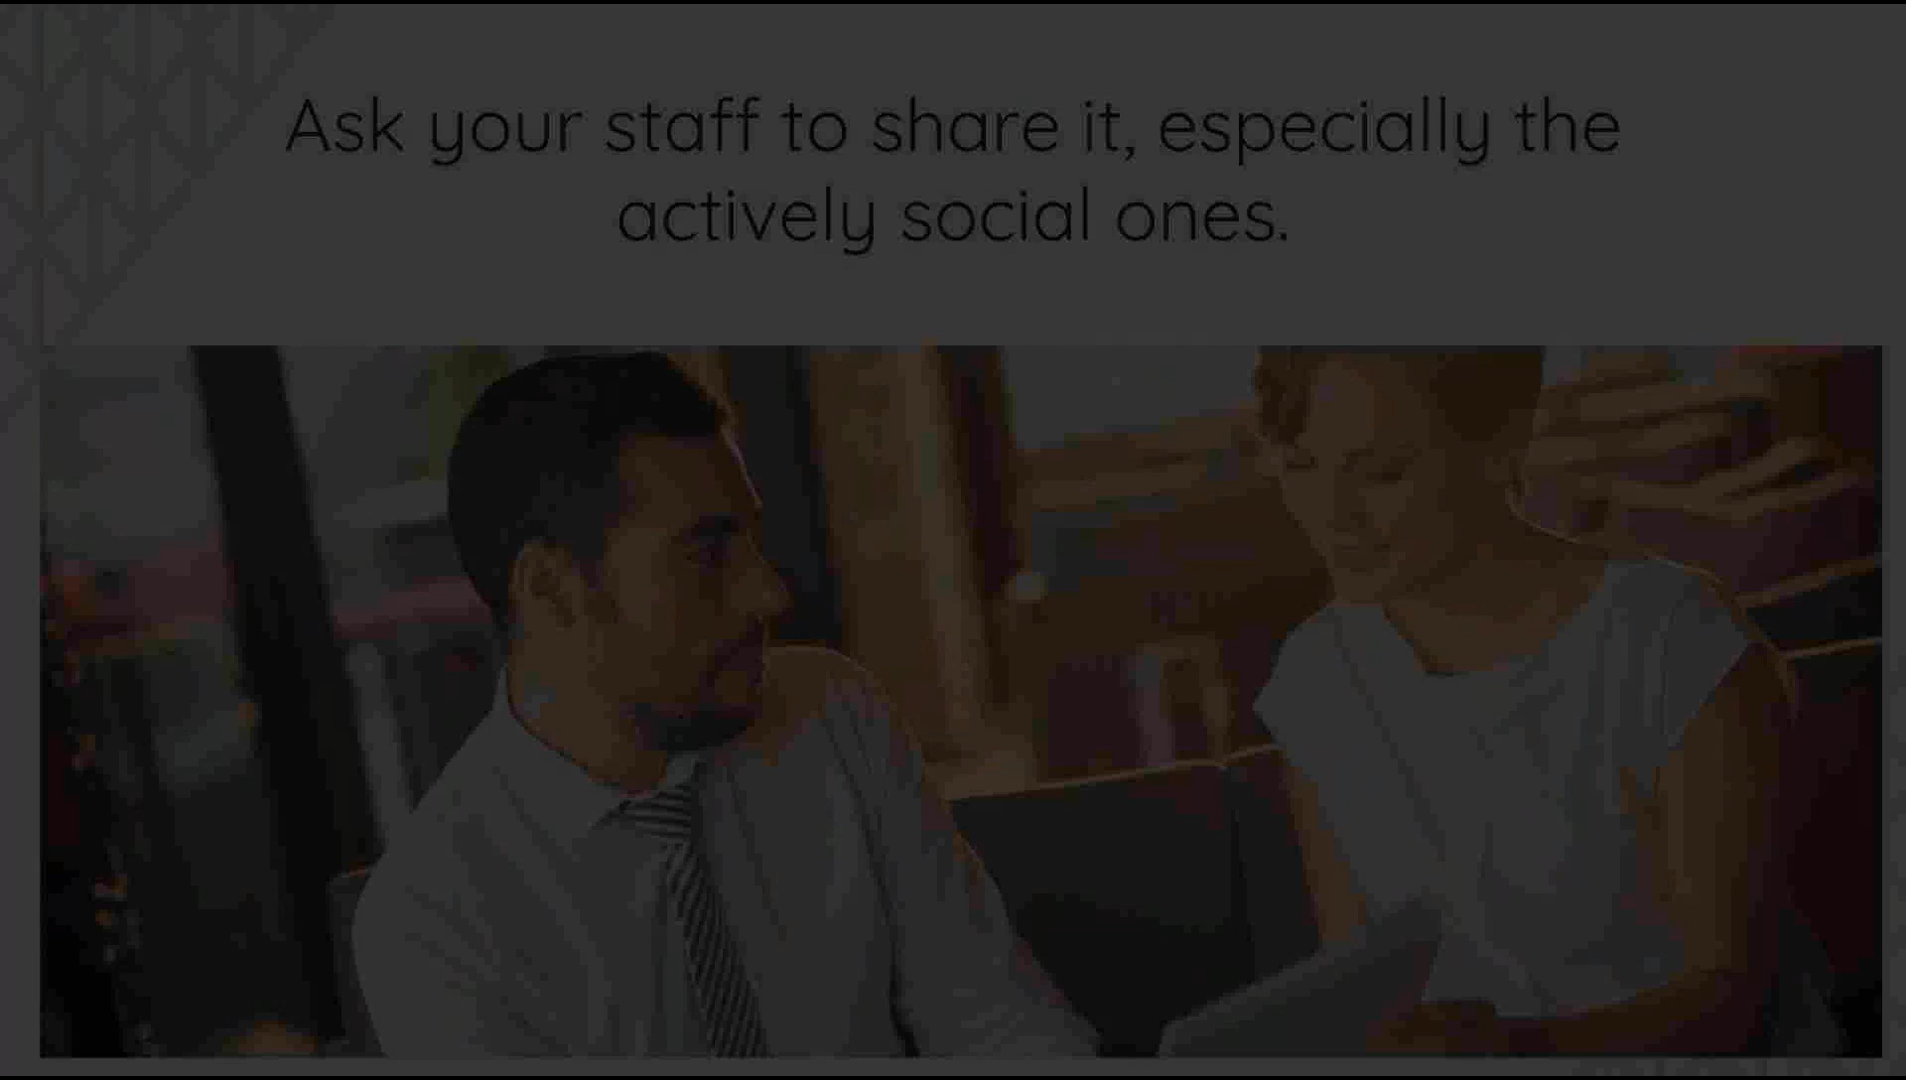 Ask your staff to share it, especially the
actively social ones.